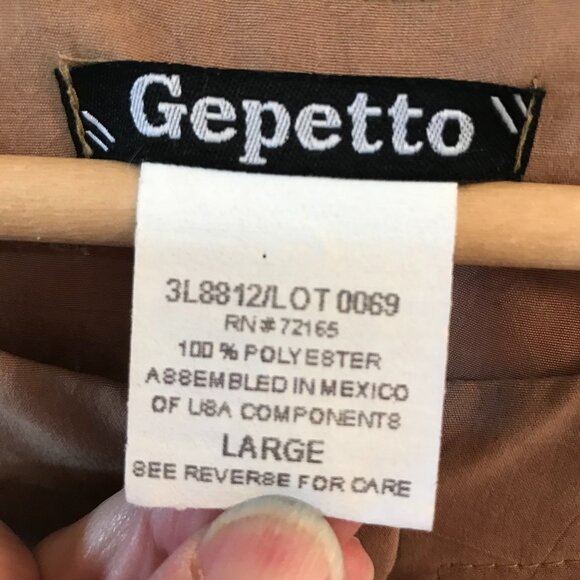 Gepetto
3L8812/LOT 0069
RN#72165
100% POLYESTER
ASSEMBLED IN MEXICO
OF USA COMPONENTS
LARGE
SEE REVERSE FOR CARE